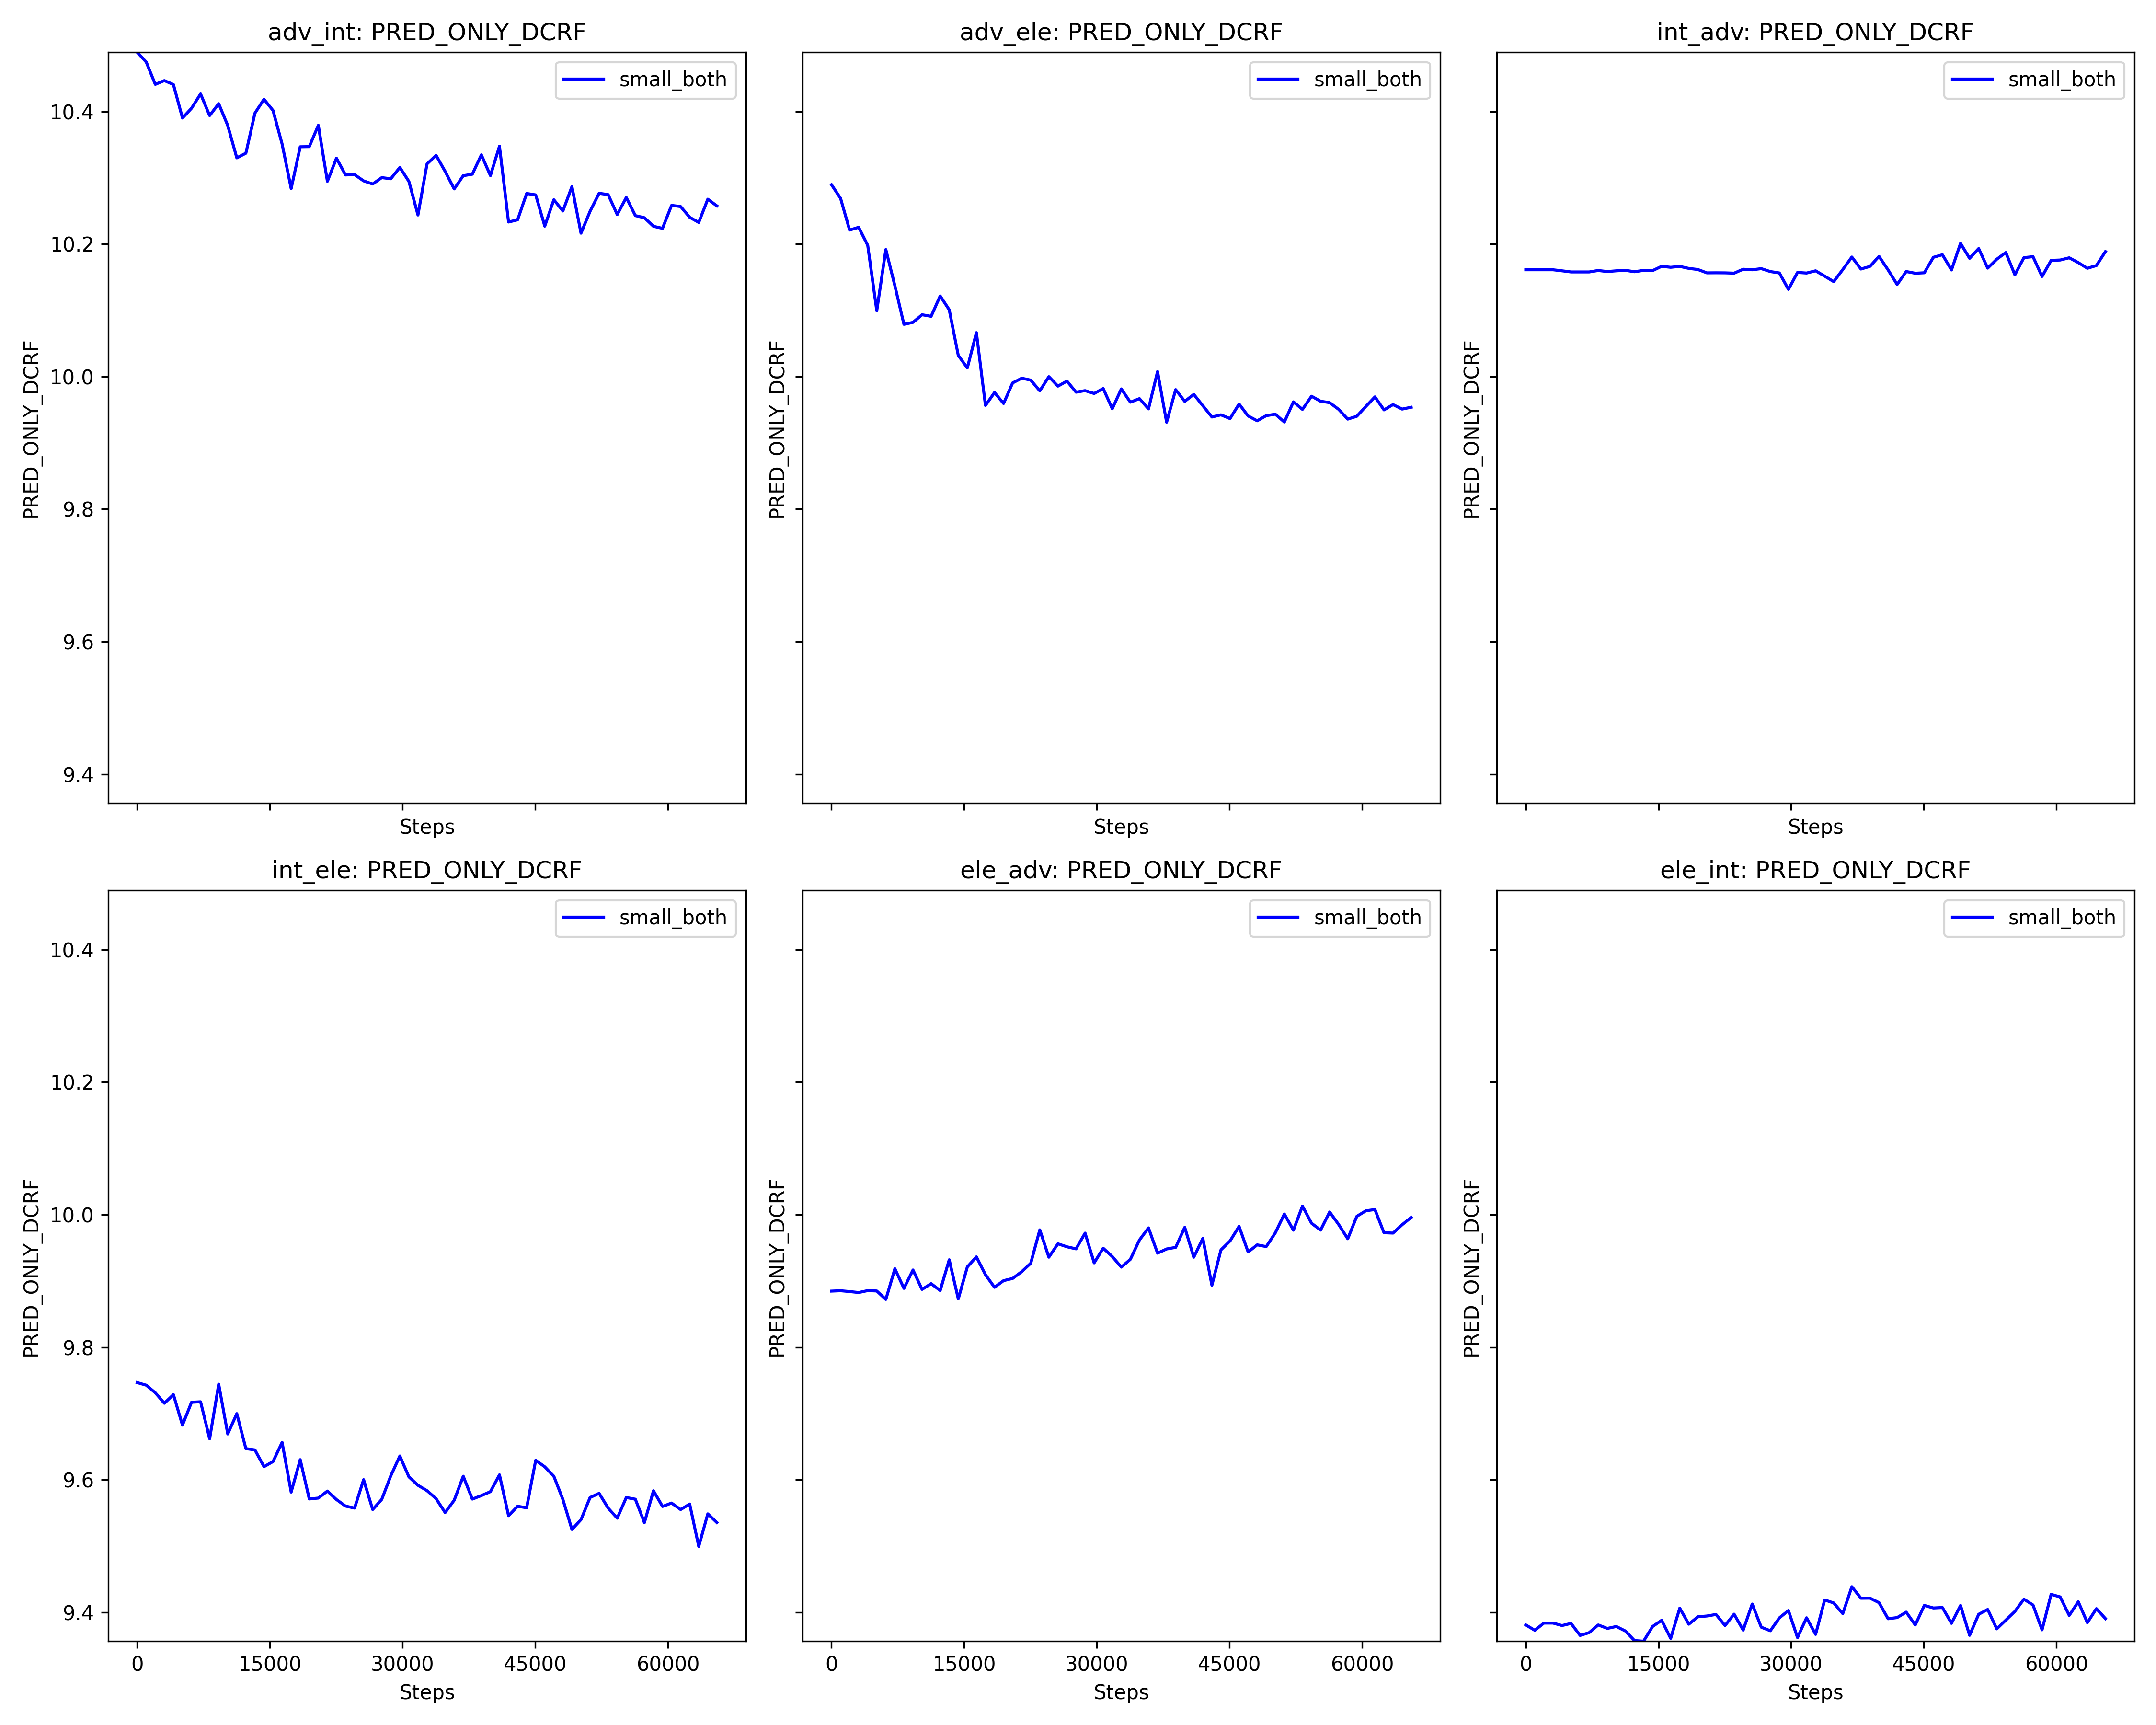 adv_int: PRED_ONLY_DCRF
adv_ele: PRED_ONLY_DCRF
int_adv: PRED_ONLY_DCRF
small_both
small_both
small_both
10.4
10.2
10.0
9.8
9.6
9.4
PRED_ONLY_DCRF
PRED_ONLY_DCRF
PRED_ONLY_DCRF
Steps
Steps
Steps
int_ele: PRED_ONLY_DCRF
ele_adv: PRED_ONLY_DCRF
ele_int: PRED_ONLY_DCRF
small_both
small_both
small_both
10.4
10.2
10.0
9.8
9.6
9.4
PRED_ONLY_DCRF
PRED_ONLY_DCRF
PRED_ONLY_DCRF
0 15000 30000 45000 60000
0 15000 30000 45000 60000
0 15000 30000 45000 60000
Steps
Steps
Steps